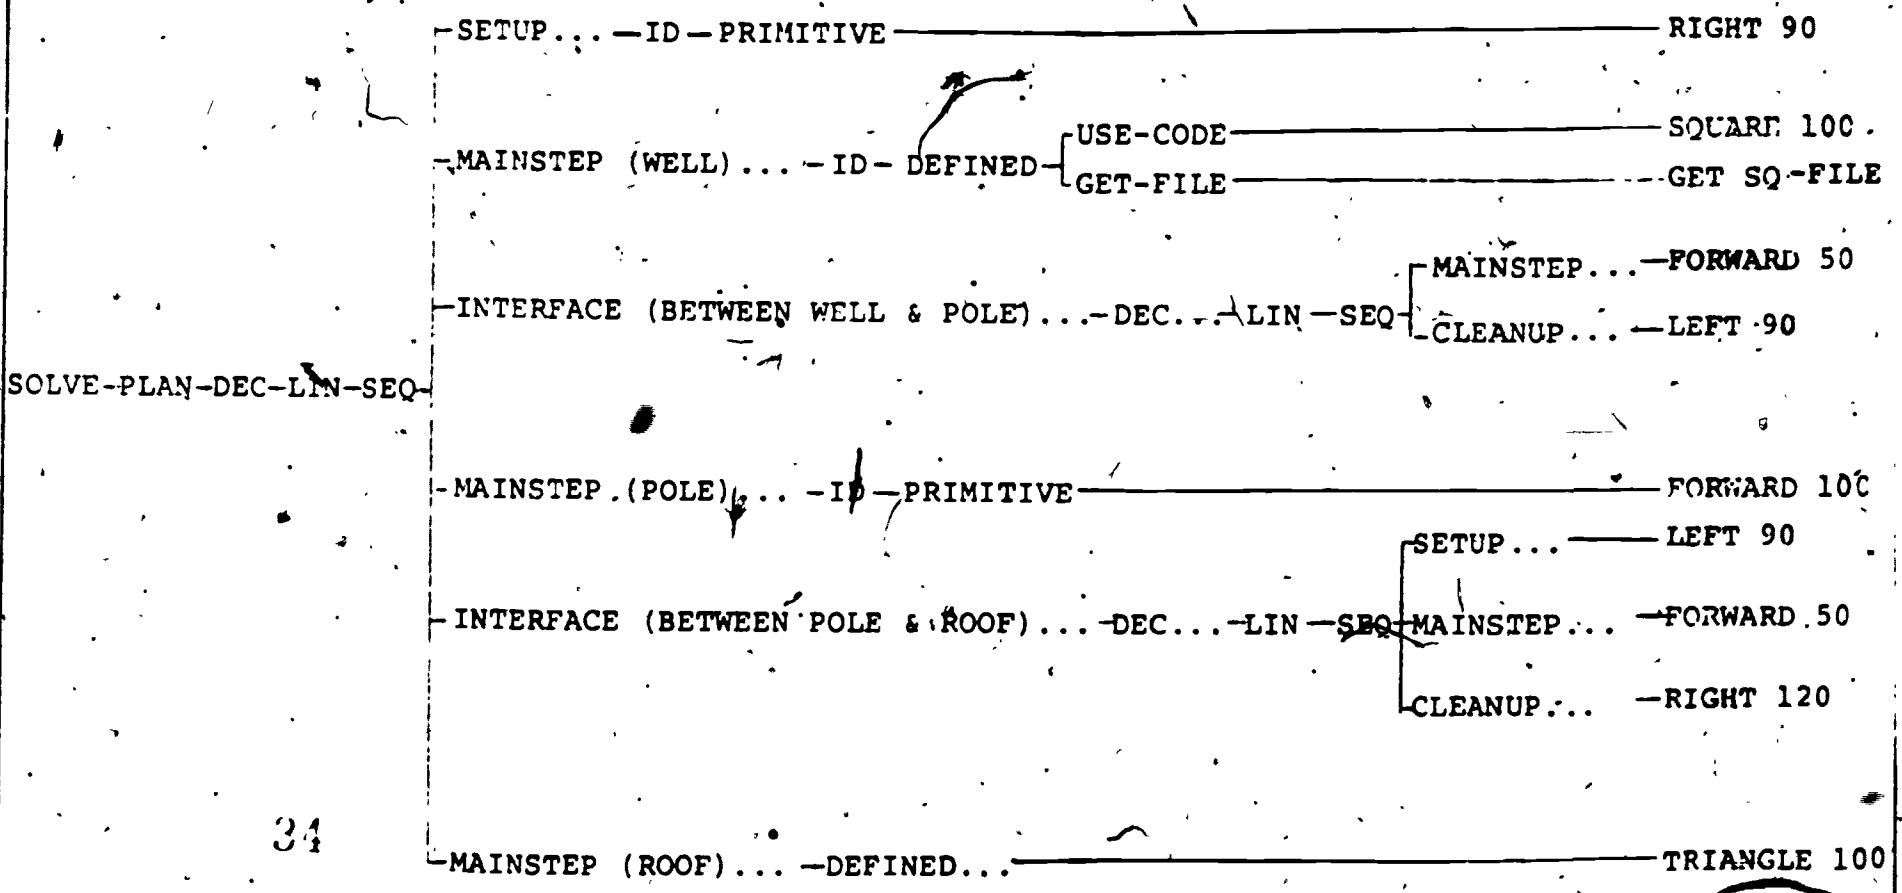 SETUP... ID PRIMITIVE RIGHT 90
USE-CODE SQUARE 100
MAINSTEP (WELL)... ID DEFINED
GET-FILE GET SQ-FILE
MAINSTEP... FORWARD 50
INTERFACE (BETWEEN WELL & POLE)... DEC... LIN SEQ
CLEANUP... LEFT 90
SOLVE-PLAN-DEC-LIN-SEQ
MAINSTEP (POLE)... ID PRIMITIVE FORWARD 100
SETUP... LEFT 90
INTERFACE (BETWEEN POLE & ROOF)... DEC... LIN SEQ MAINSTEP... FORWARD 50
CLEANUP... RIGHT 120
34
MAINSTEP (ROOF)... DEFINED... TRIANGLE 100